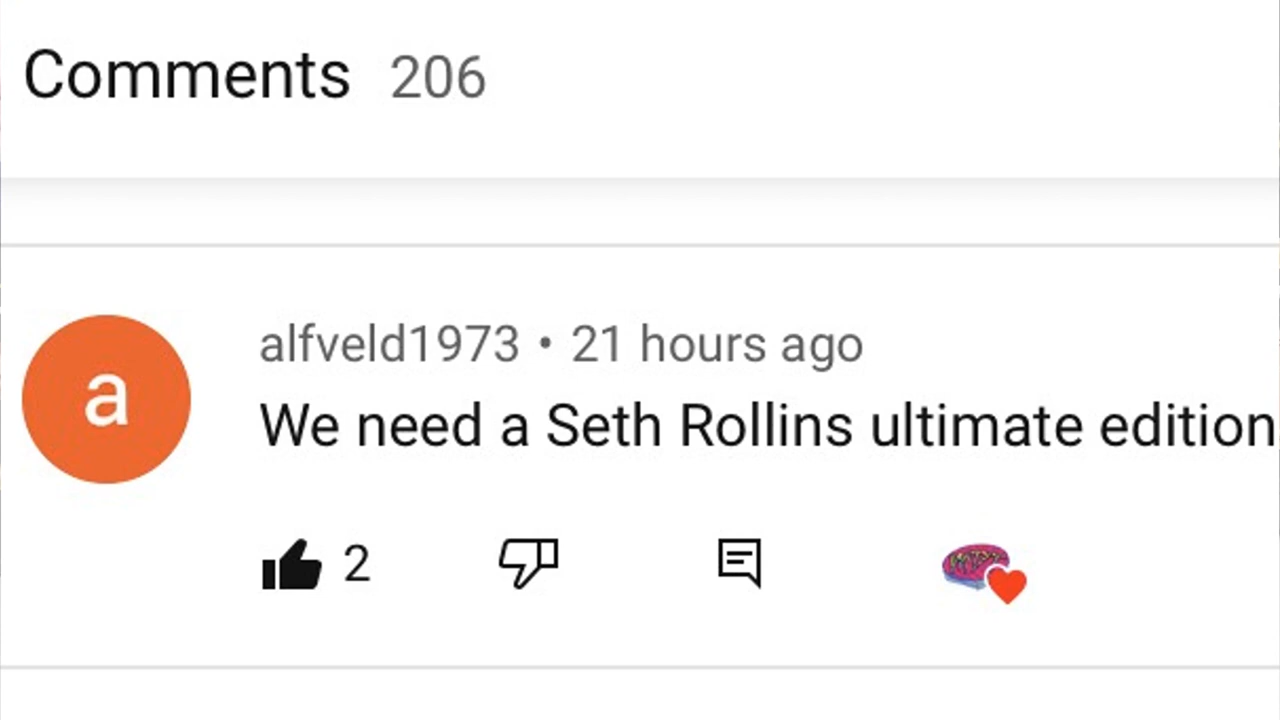 Comments 206
a
alfveld1973 • 21 hours ago
We need a Seth Rollins ultimate edition
2